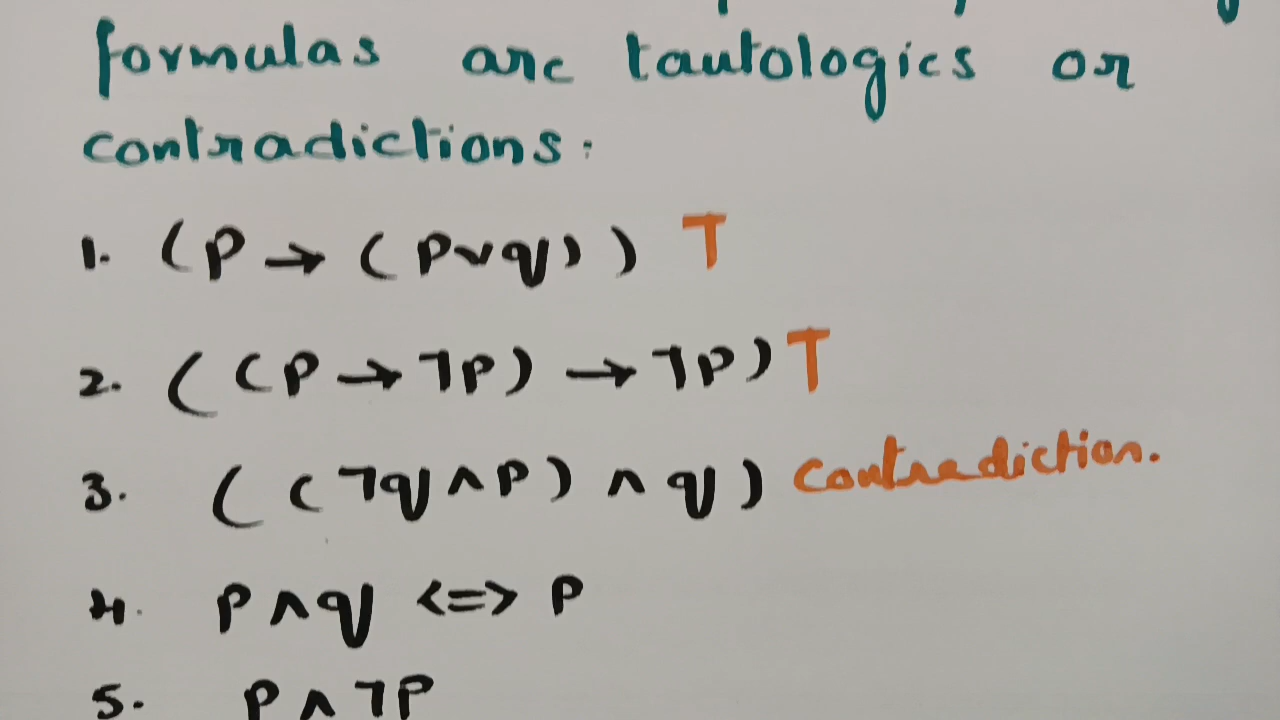 formulas are tautologies or
contradictions:
1. (P → (P∨q)) T
2. ((P → ¬P) → ¬P) T
3. ((¬q ∧ P) ∧ q) contradiction.
4. P ∧ q <=> P
5. P ∧ ¬P